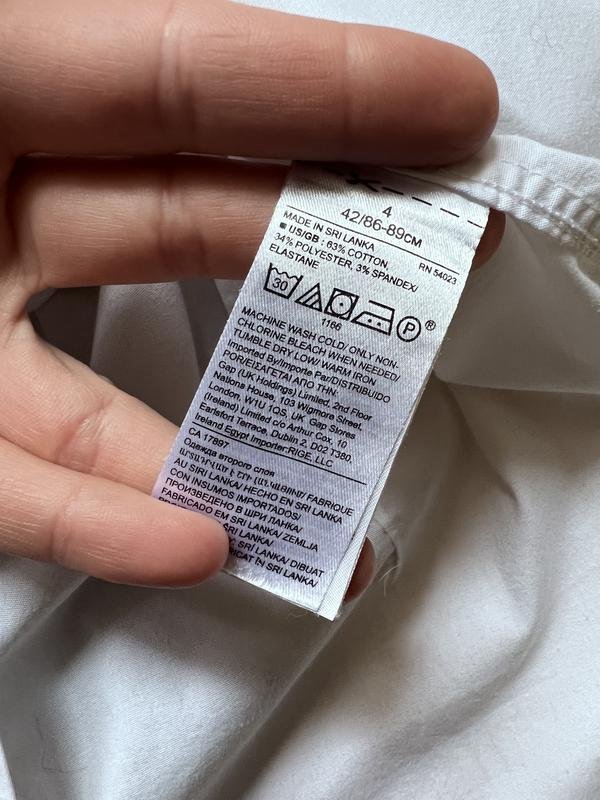 4
42/86-89CM
MADE IN SRI LANKA
RN 54023
■ US/GB : 63% COTTON,
34% POLYESTER, 3% SPANDEX/
ELASTANE
30 P ®
1166
MACHINE WASH COLD/ ONLY NON-
CHLORINE BLEACH WHEN NEEDED/
TUMBLE DRY LOW/ WARM IRON
Imported By/Importe Par/DISTRIBUIDO
POR/ΕΙΣΑΓΕΤΑΙ ΑΠΟ ΤΗΝ:
Gap (UK Holdings) Limited, 2nd Floor
Nations House, 103 Wigmore Street,
London, W1U 1QS, UK, Gap Stores
(Ireland) Limited c/o Arthur Cox, 10
Earlsfort Terrace, Dublin 2, D02 T380
Ireland Egypt Importer:RIGE, LLC
CA 17897
Одежда второго слоя
FABRIQUE
AU SRI LANKA/ HECHO EN SRI LANKA
CON INSUMOS IMPORTADOS/
ПРОИЗВЕДЕНО В ШРИ ЛАНКА/
FABRICADO EM SRI LANKA/ ZEMLJA
SRI LANKA/ DIBUAT
SRI LANKA/